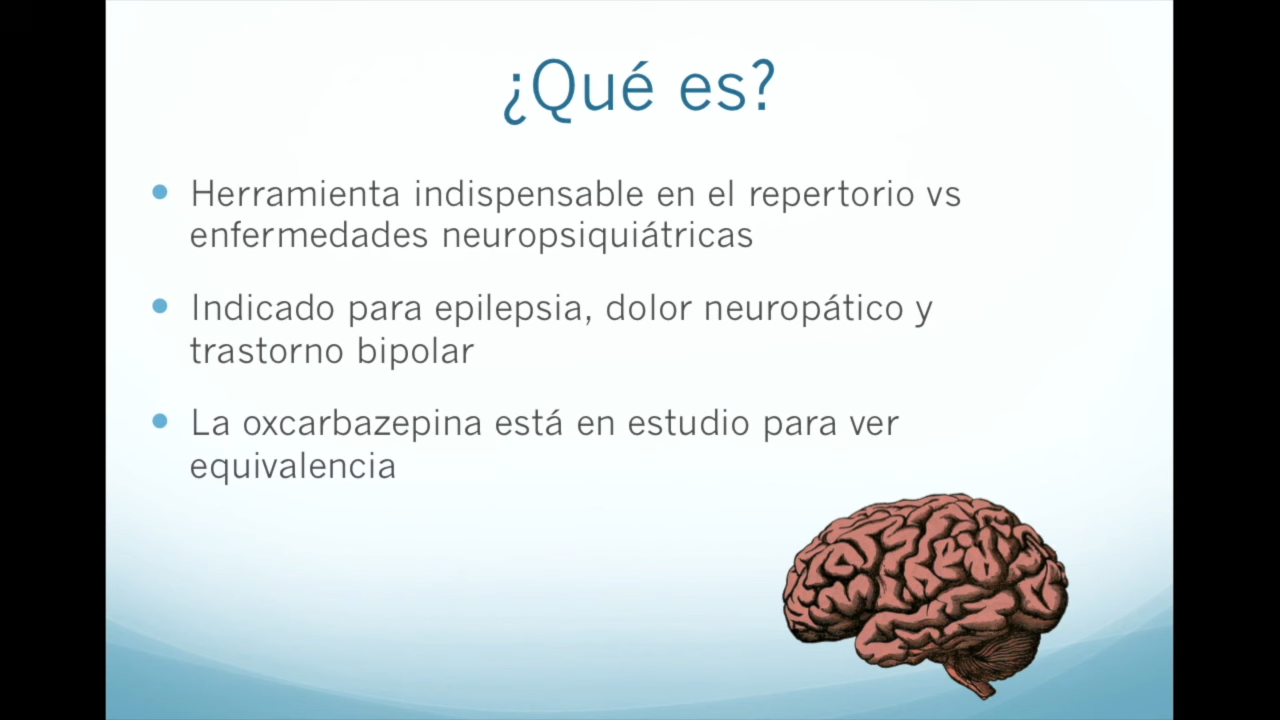 ¿Qué es?
Herramienta indispensable en el repertorio vs
enfermedades neuropsiquiátricas
Indicado para epilepsia, dolor neuropático y
trastorno bipolar
La oxcarbazepina está en estudio para ver
equivalencia